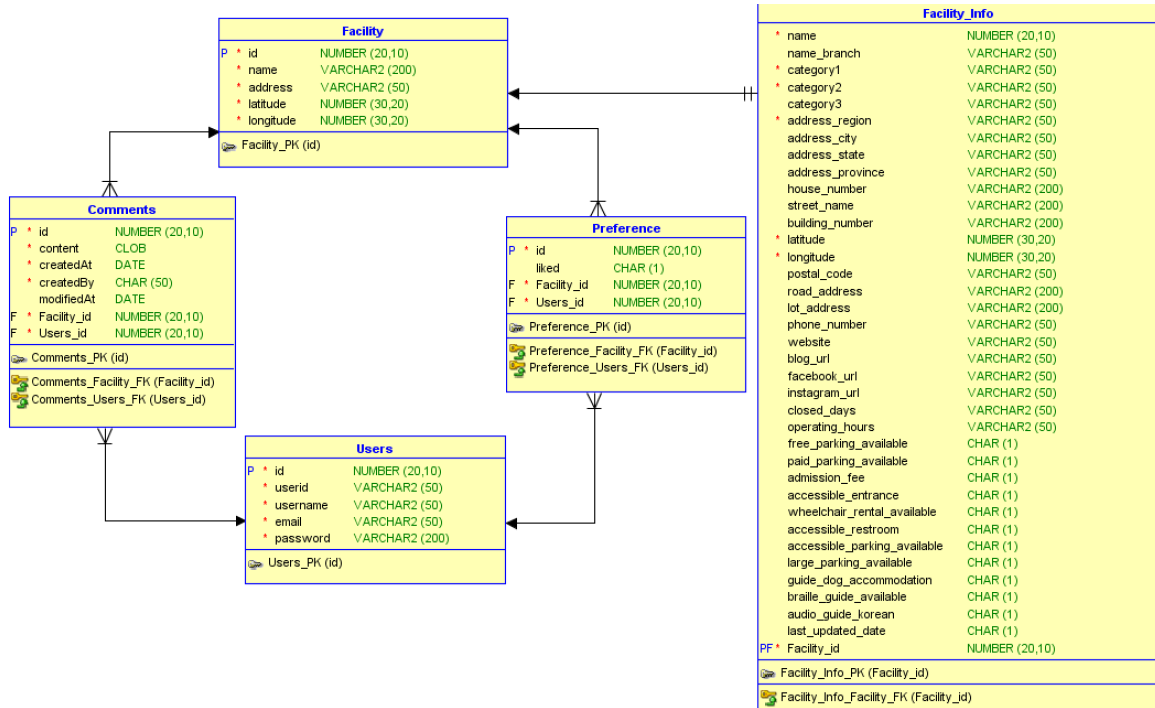 Facility
P * id NUMBER (20,10)
* name VARCHAR2 (200)
* address VARCHAR2 (50)
* latitude NUMBER (30,20)
* longitude NUMBER (30,20)
Facility_PK (id)
Comments
P * id NUMBER (20,10)
* content CLOB
* createdAt DATE
* createdBy CHAR (50)
modifiedAt DATE
F * Facility_id NUMBER (20,10)
F * Users_id NUMBER (20,10)
Comments_PK (id)
Comments_Facility_FK (Facility_id)
Comments_Users_FK (Users_id)
Preference
P * id NUMBER (20,10)
liked CHAR (1)
F * Facility_id NUMBER (20,10)
F * Users_id NUMBER (20,10)
Preference_PK (id)
Preference_Facility_FK (Facility_id)
Preference_Users_FK (Users_id)
Users
P * id NUMBER (20,10)
* userid VARCHAR2 (50)
* username VARCHAR2 (50)
* email VARCHAR2 (50)
* password VARCHAR2 (200)
Users_PK (id)
Facility_Info
* name NUMBER (20,10)
name_branch VARCHAR2 (50)
* category1 VARCHAR2 (50)
* category2 VARCHAR2 (50)
category3 VARCHAR2 (50)
* address_region VARCHAR2 (50)
address_city VARCHAR2 (50)
address_state VARCHAR2 (50)
address_province VARCHAR2 (50)
house_number VARCHAR2 (200)
street_name VARCHAR2 (200)
building_number VARCHAR2 (200)
* latitude NUMBER (30,20)
* longitude NUMBER (30,20)
postal_code VARCHAR2 (50)
road_address VARCHAR2 (200)
lot_address VARCHAR2 (200)
phone_number VARCHAR2 (50)
website VARCHAR2 (50)
blog_url VARCHAR2 (50)
facebook_url VARCHAR2 (50)
instagram_url VARCHAR2 (50)
closed_days VARCHAR2 (50)
operating_hours VARCHAR2 (50)
free_parking_available CHAR (1)
paid_parking_available CHAR (1)
admission_fee CHAR (1)
accessible_entrance CHAR (1)
wheelchair_rental_available CHAR (1)
accessible_restroom CHAR (1)
accessible_parking_available CHAR (1)
large_parking_available CHAR (1)
guide_dog_accommodation CHAR (1)
braille_guide_available CHAR (1)
audio_guide_korean CHAR (1)
last_updated_date CHAR (1)
PF * Facility_id NUMBER (20,10)
Facility_Info_PK (Facility_id)
Facility_Info_Facility_FK (Facility_id)